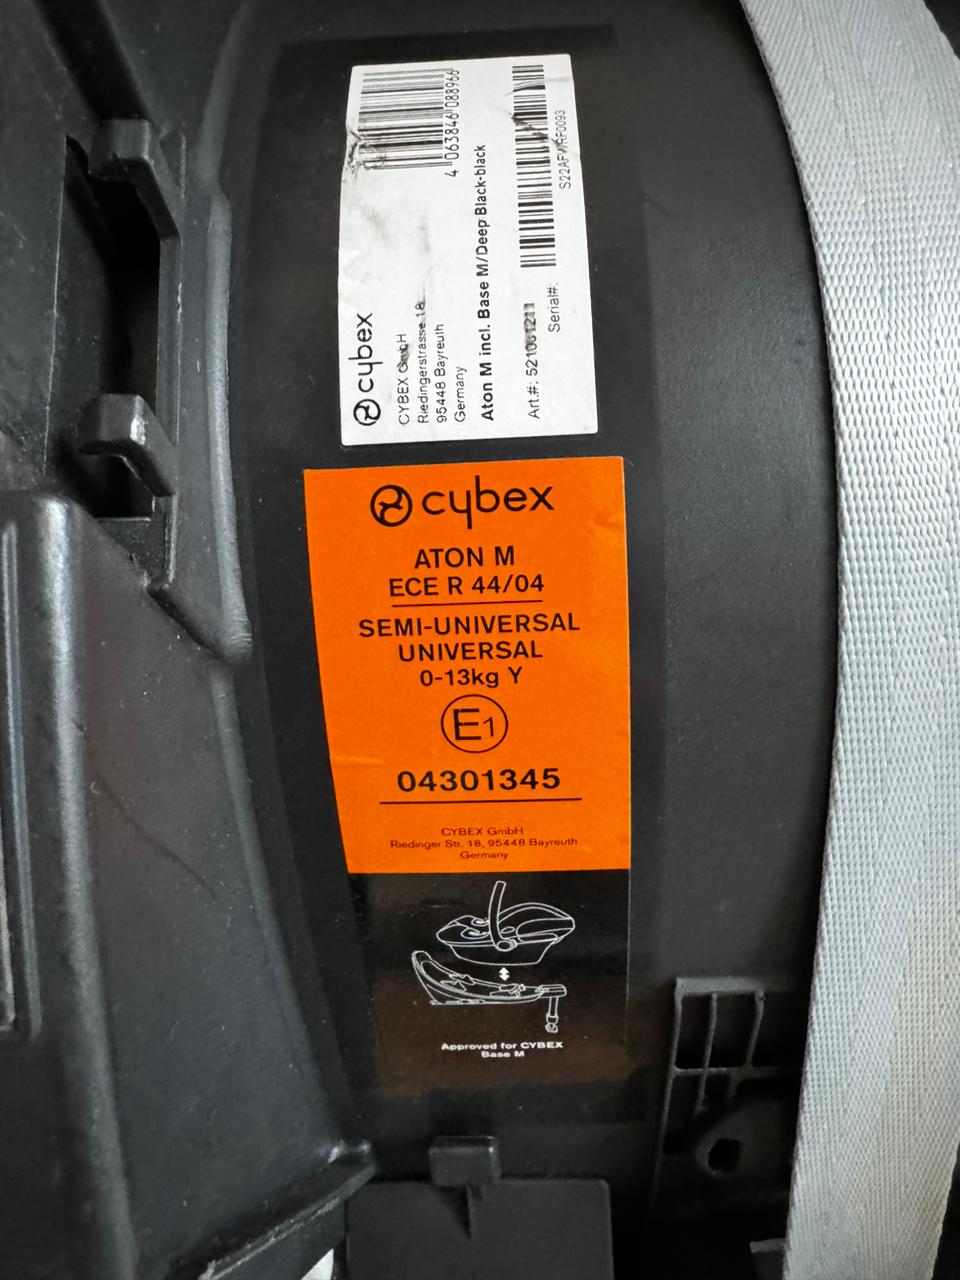 4 063846 088966
cybex
CYBEX GmbH
Riedingerstrasse 18
95448 Bayreuth
Germany
Aton M incl. Base M/Deep Black-black
Art.#:
Serial#:
cybex
ATON M
ECE R 44/04
SEMI-UNIVERSAL
UNIVERSAL
0-13kg Y
E1
04301345
CYBEX GmbH
Riedinger Str. 18, 95448 Bayreuth
Germany
Approved for CYBEX
Base M